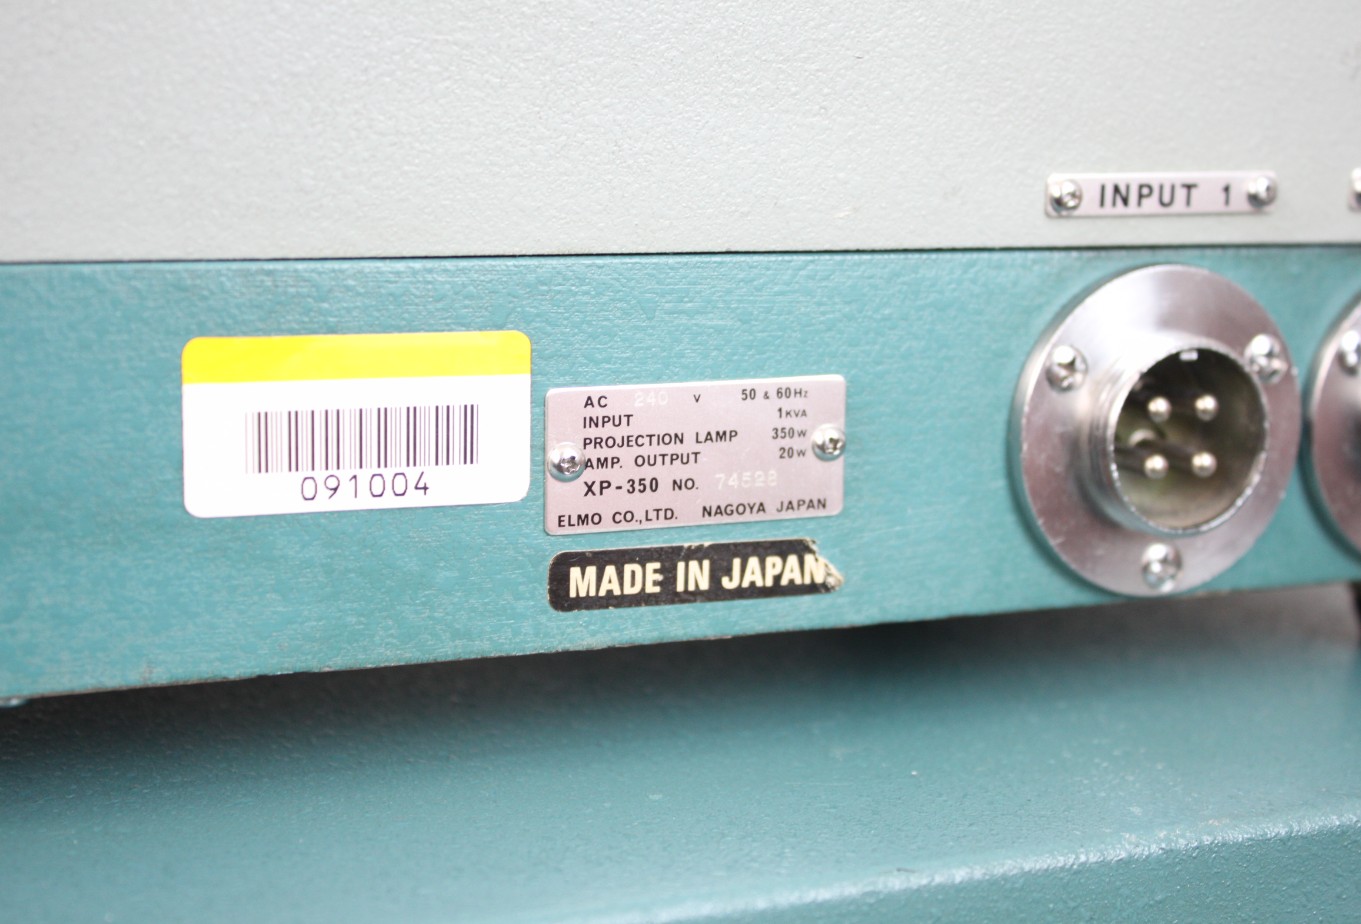 INPUT 1
091004
AC 240 V 50 & 60Hz
INPUT 1KVA
PROJECTION LAMP 350W
AMP. OUTPUT 20W
XP-350 NO. 74528
ELMO CO.,LTD. NAGOYA JAPAN
MADE IN JAPAN